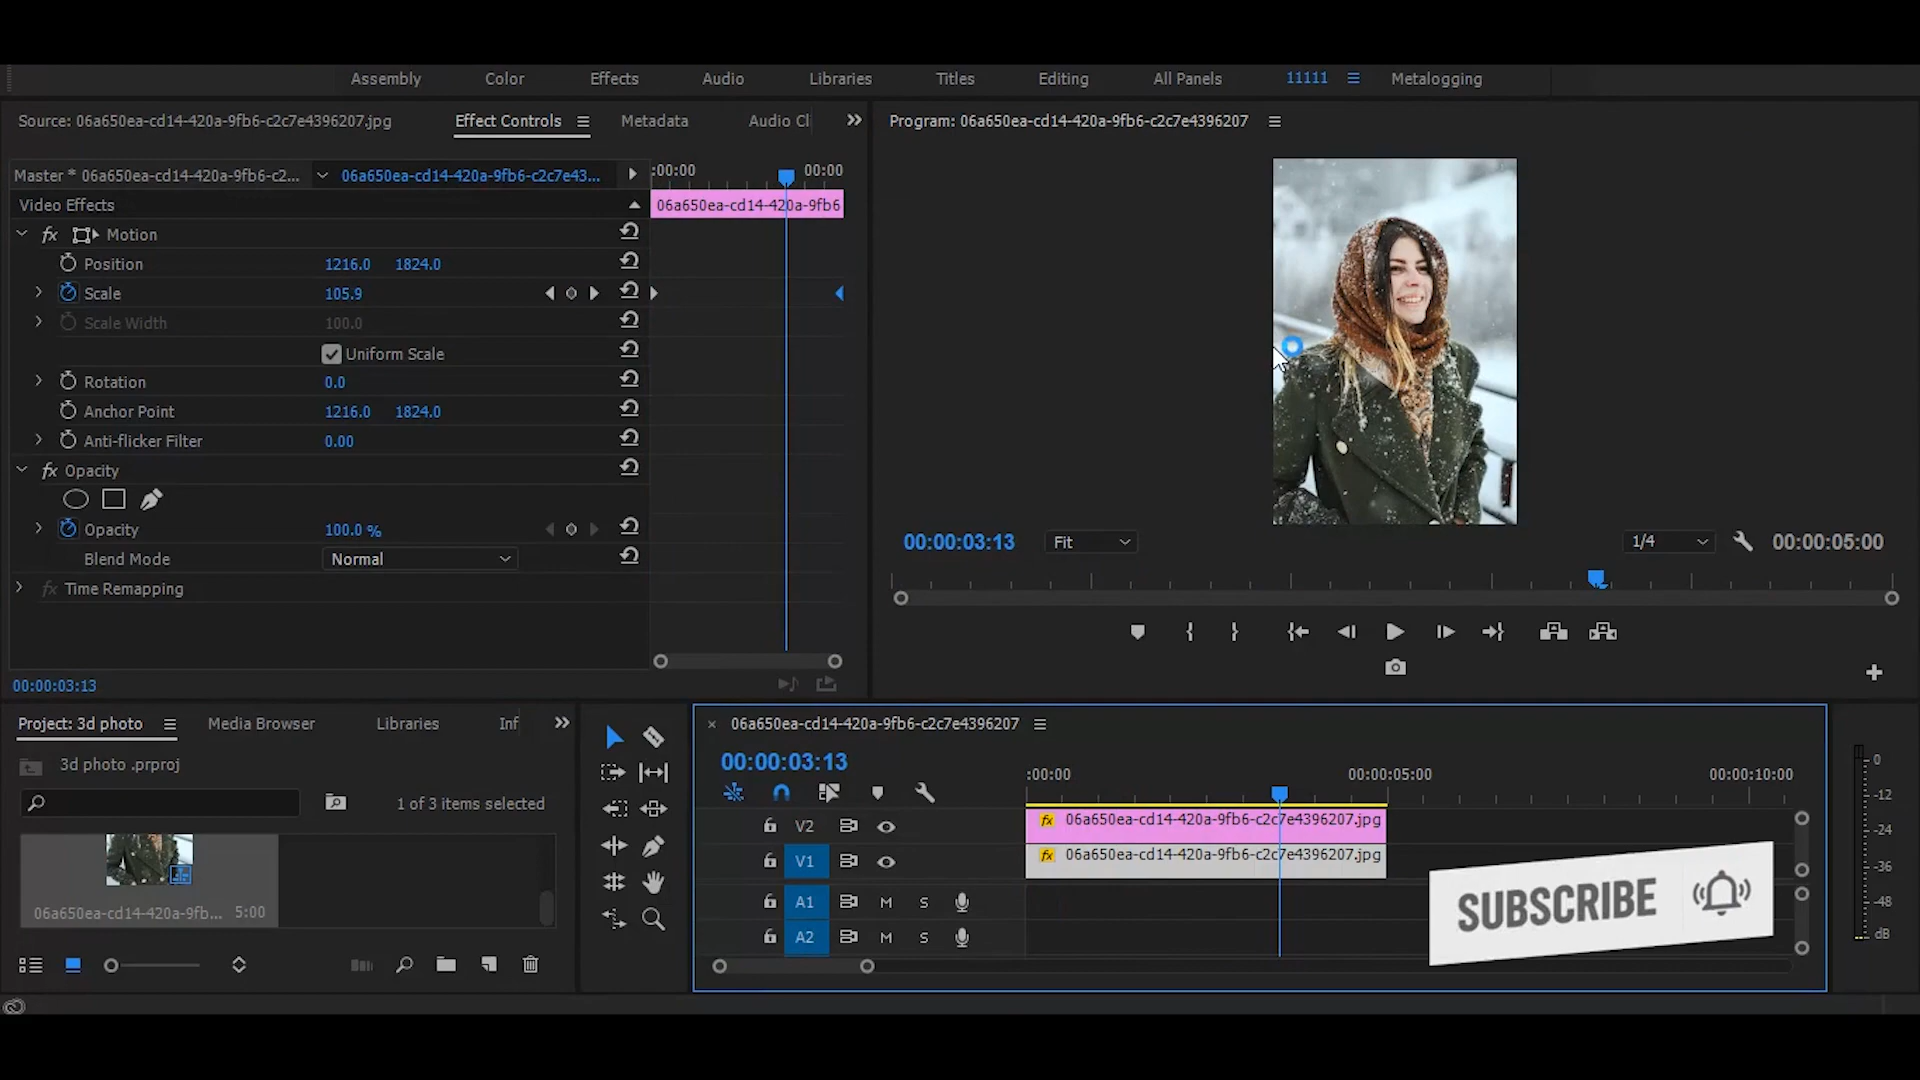 Assembly Color Effects Audio Libraries Titles Editing All Panels 11111 Metalogging
Source: 06a650ea-cd14-420a-9fb6-c2c7e4396207.jpg Effect Controls Metadata Audio Cl
Program: 06a650ea-cd14-420a-9fb6-c2c7e4396207
Master * 06a650ea-cd14-420a-9fb6-c2... 06a650ea-cd14-420a-9fb6-c2c7e43...
:00:00 00:00
Video Effects
06a650ea-cd14-420a-9fb6
fx Motion
Position 1216.0 1824.0
Scale 105.9
Scale Width 100.0
Uniform Scale
Rotation 0.0
Anchor Point 1216.0 1824.0
Anti-flicker Filter 0.00
fx Opacity
Opacity 100.0 %
Blend Mode Normal
fx Time Remapping
00:00:03:13
00:00:03:13 Fit 1/4 00:00:05:00
Project: 3d photo Media Browser Libraries Inf
3d photo .prproj
1 of 3 items selected
06a650ea-cd14-420a-9fb... 5:00
06a650ea-cd14-420a-9fb6-c2c7e4396207
00:00:03:13
:00:00 00:00:05:00 00:00:10:00
V2 fx 06a650ea-cd14-420a-9fb6-c2c7e4396207.jpg
V1 fx 06a650ea-cd14-420a-9fb6-c2c7e4396207.jpg
A1 M S
A2 M S
SUBSCRIBE
0
-12
-24
-36
-48
dB